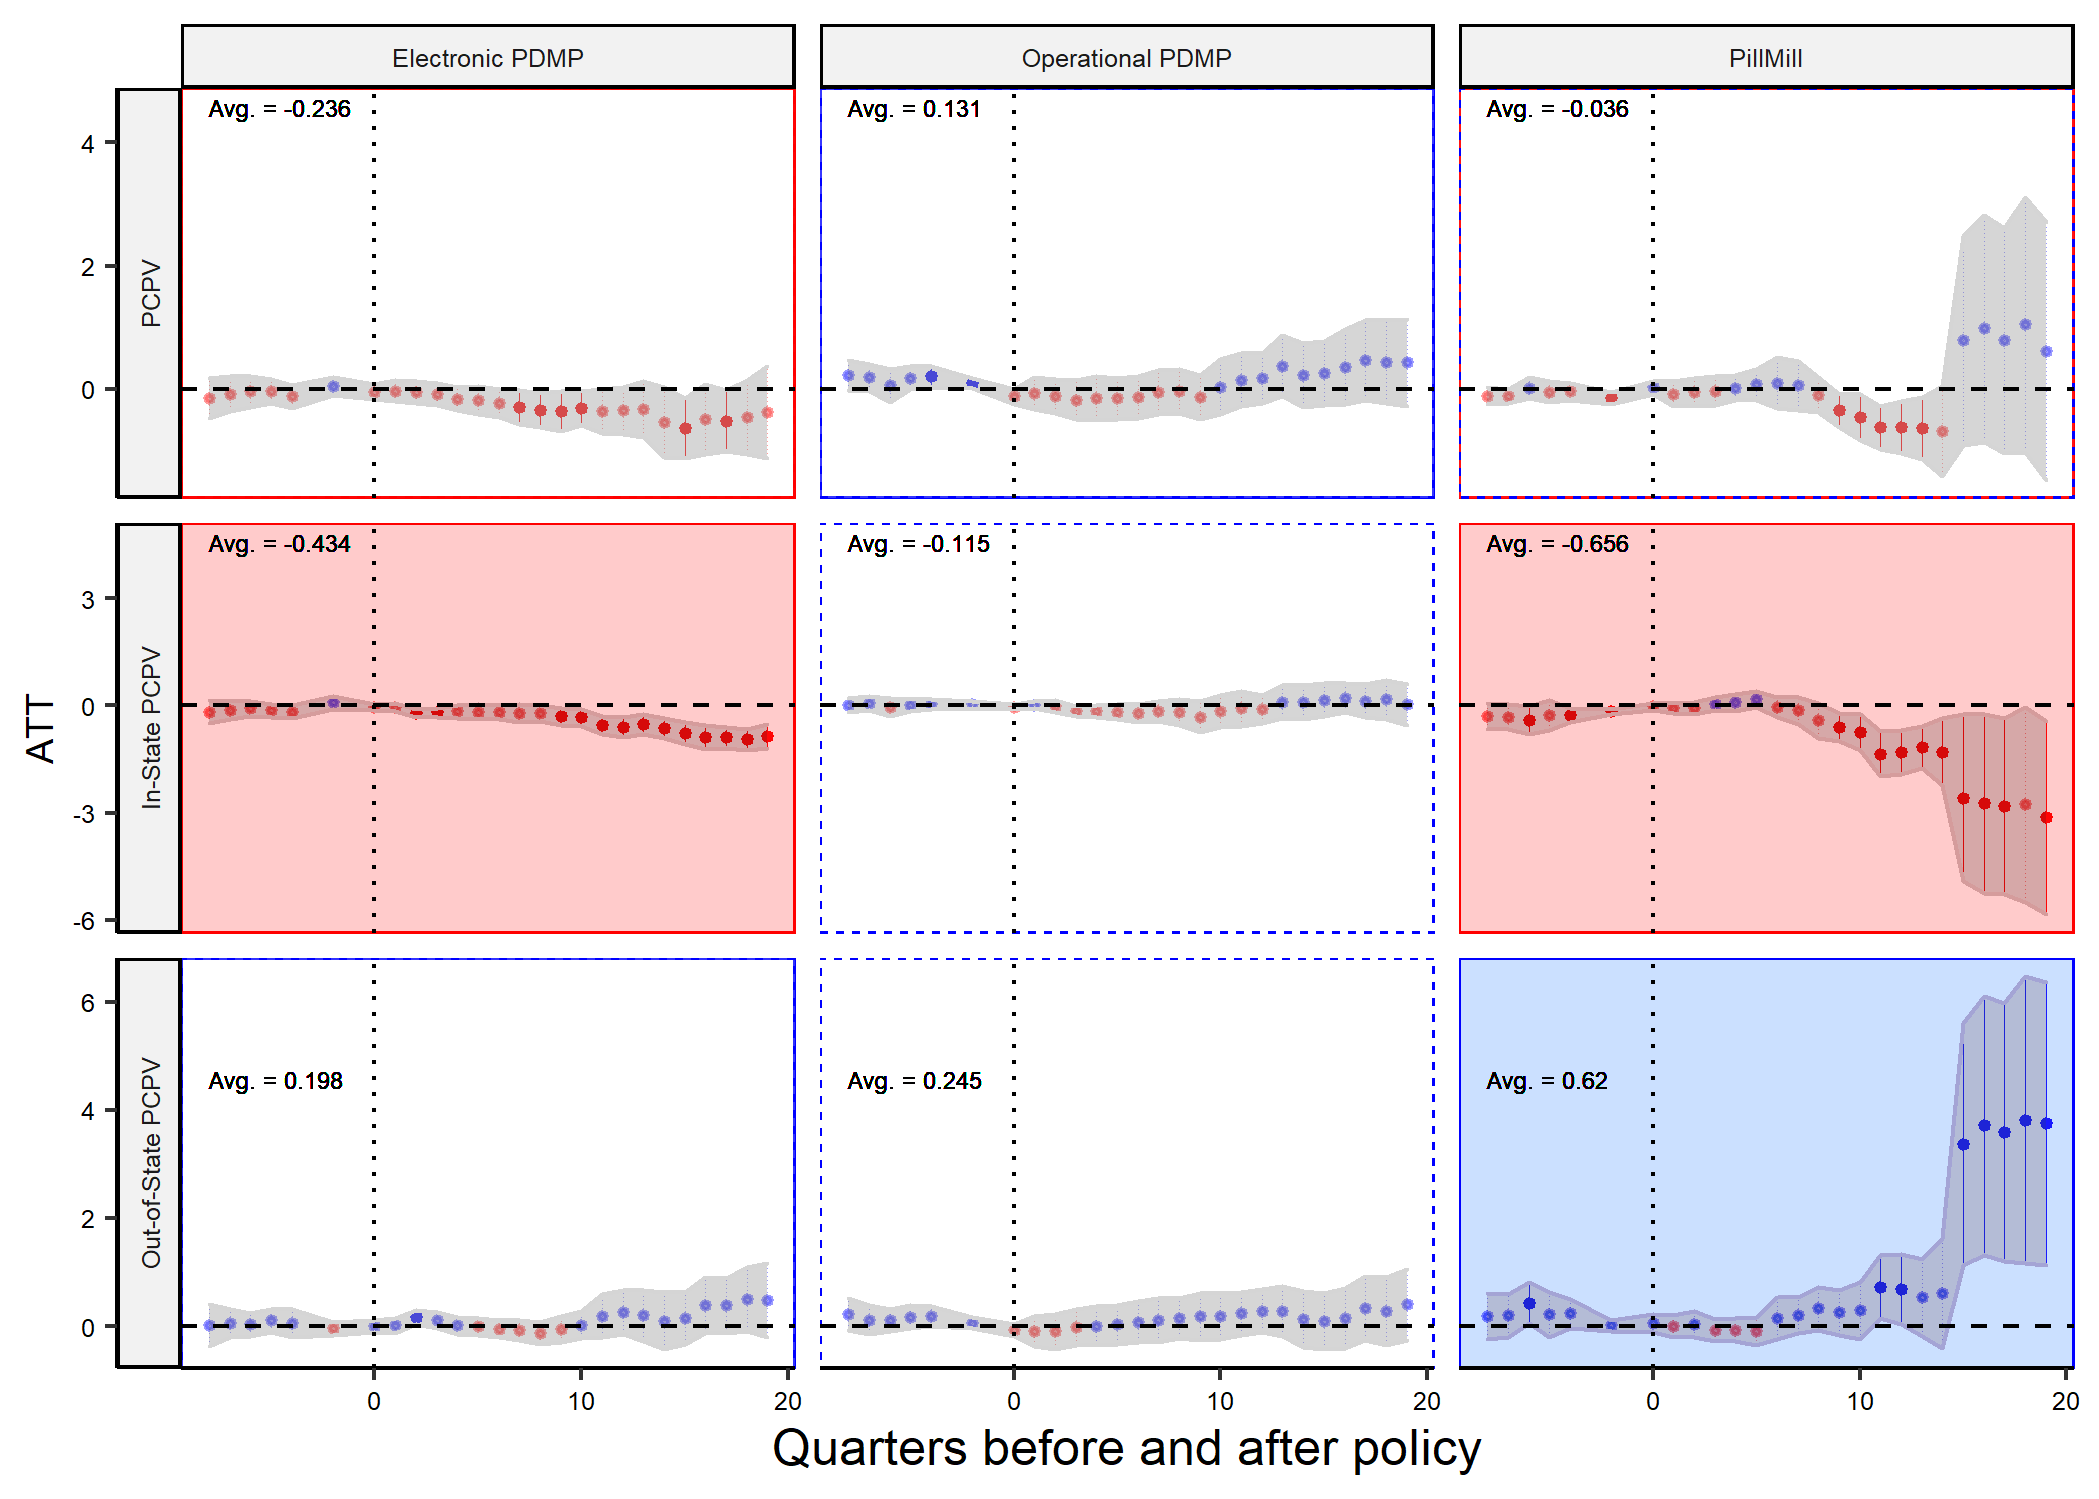 Electronic PDMP
Operational PDMP
PillMill
PCPV
4
2
0
Avg. = -0.236
Avg. = 0.131
Avg. = -0.036
ATT
In-State PCPV
3
0
-3
-6
Avg. = -0.434
Avg. = -0.115
Avg. = -0.656
Out-of-State PCPV
6
4
2
0
Avg. = 0.198
Avg. = 0.245
Avg. = 0.62
0 10 20
0 10 20
0 10 20
Quarters before and after policy